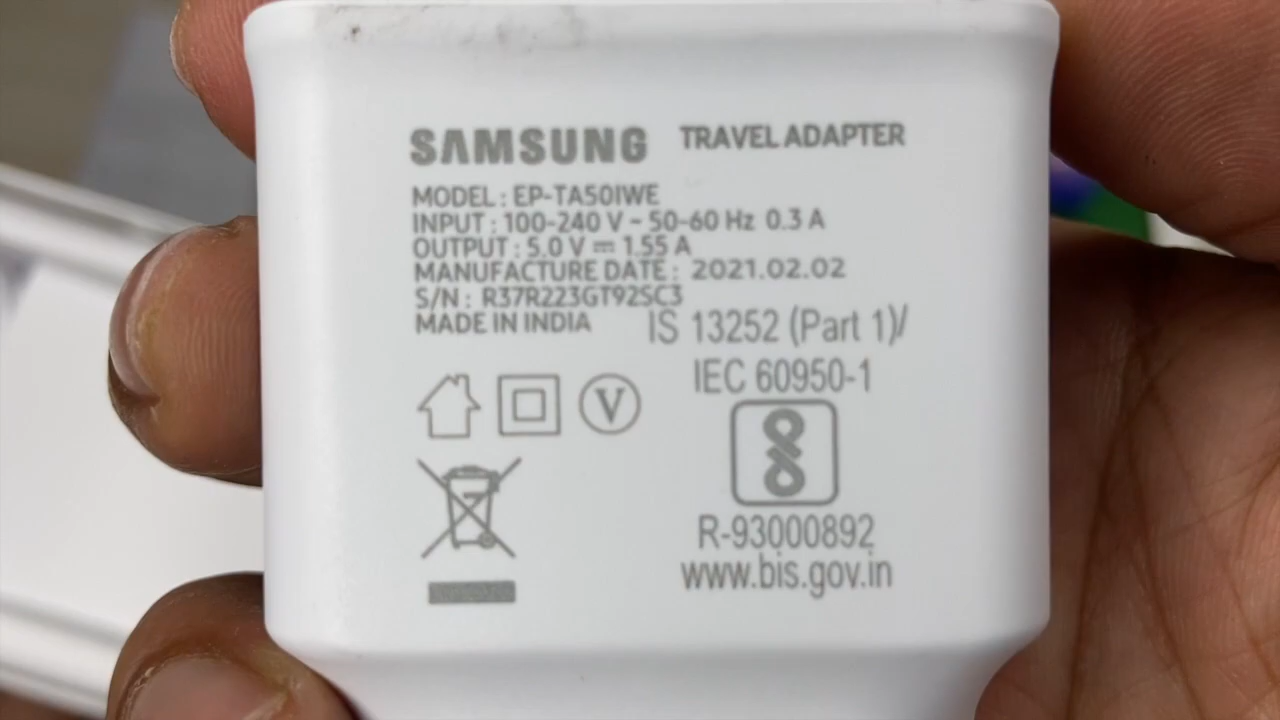 SAMSUNG TRAVEL ADAPTER
MODEL : EP-TA50IWE
INPUT : 100-240 V ~ 50-60 Hz 0.3 A
OUTPUT : 5.0 V ⎓ 1.55 A
MANUFACTURE DATE : 2021.02.02
S/N : R37R223GT92SC3
MADE IN INDIA
IS 13252 (Part 1)/
IEC 60950-1
V
R-93000892
www.bis.gov.in